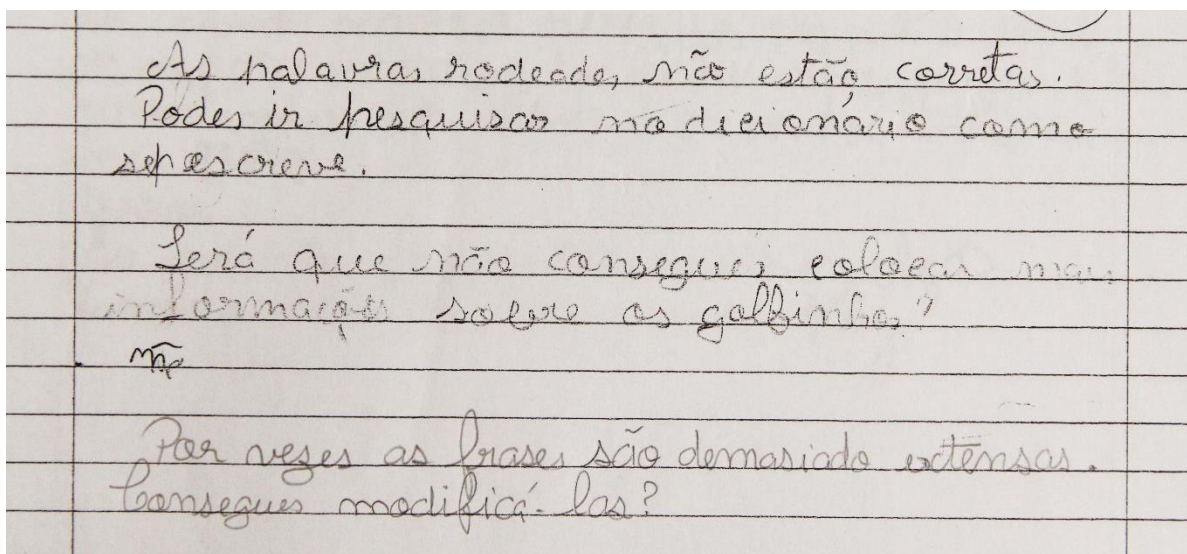 As palavras rodeadas não estão corretas.
Podes ir pesquisar no dicionário como
se escreve.
Será que não consegues colocar mais
informações sobre os golfinhos?
não
Por vezes as frases são demasiado extensas.
Consegues modificá-las?